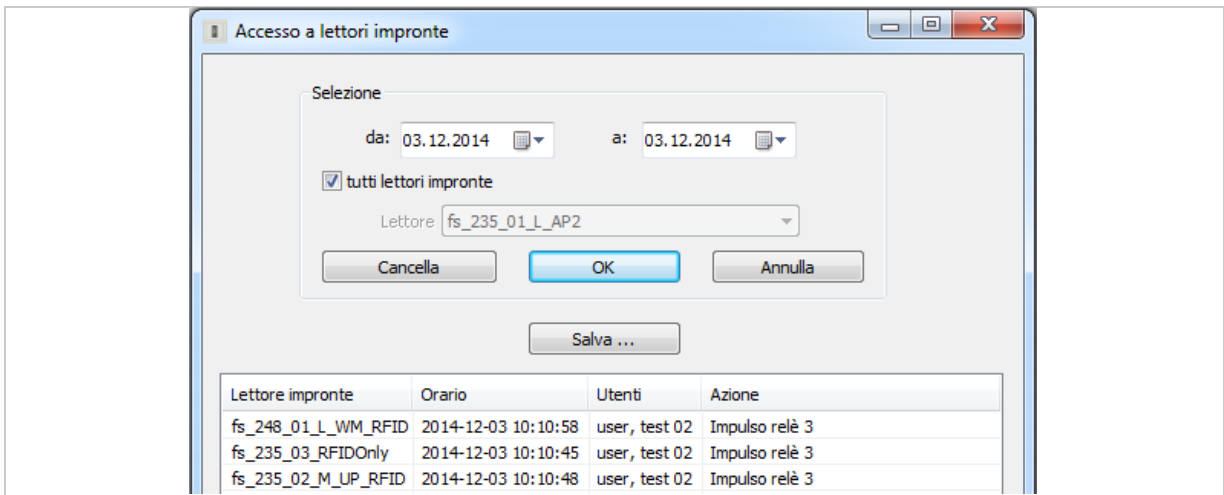 Accesso a lettori impronte
Selezione
da: 03.12.2014 a: 03.12.2014
tutti lettori impronte
Lettore fs_235_01_L_AP2
Cancella OK Annulla
Salva ...
Lettore impronte Orario Utenti Azione
fs_248_01_L_WM_RFID 2014-12-03 10:10:58 user, test 02 Impulso relè 3
fs_235_03_RFIDOnly 2014-12-03 10:10:45 user, test 02 Impulso relè 3
fs_235_02_M_UP_RFID 2014-12-03 10:10:48 user, test 02 Impulso relè 3